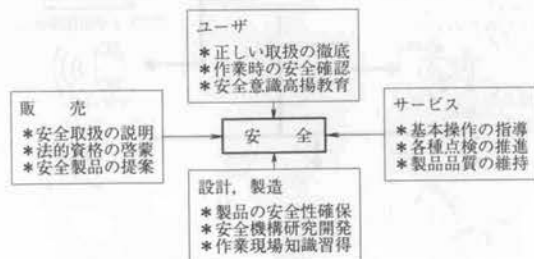 ユーザ
*正しい取扱の徹底
*作業時の安全確認
*安全意識高揚教育
販 売
*安全取扱の説明
*法的資格の啓蒙
*安全製品の提案
安 全
サービス
*基本操作の指導
*各種点検の推進
*製品品質の維持
設計, 製造
*製品の安全性確保
*安全機構研究開発
*作業現場知識習得